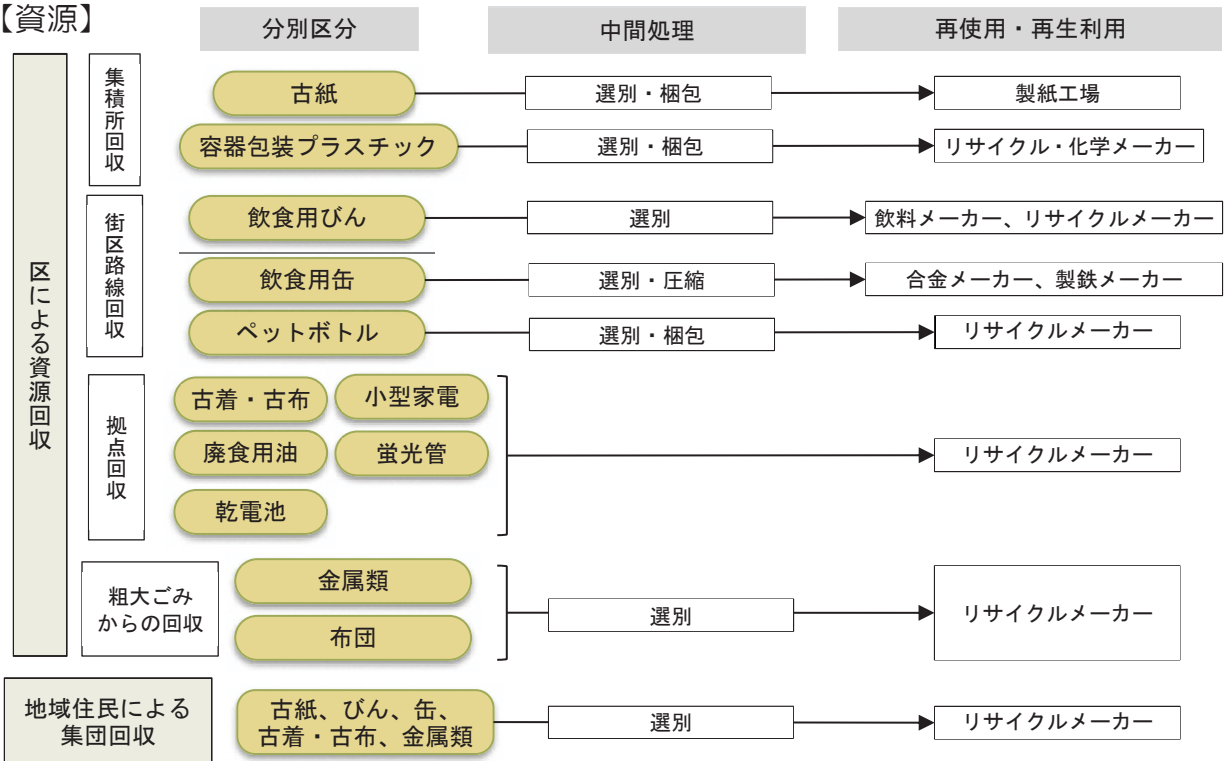 【資源】
分別区分
中間処理
再使用・再生利用
区による資源回収
集積所回収
古紙
選別・梱包
製紙工場
容器包装プラスチック
選別・梱包
リサイクル・化学メーカー
街区路線回収
飲食用びん
選別
飲料メーカー、リサイクルメーカー
飲食用缶
選別・圧縮
合金メーカー、製鉄メーカー
ペットボトル
選別・梱包
リサイクルメーカー
拠点回収
古着・古布
小型家電
廃食用油
蛍光管
乾電池
リサイクルメーカー
粗大ごみ
からの回収
金属類
布団
選別
リサイクルメーカー
地域住民による
集団回収
古紙、びん、缶、
古着・古布、金属類
選別
リサイクルメーカー